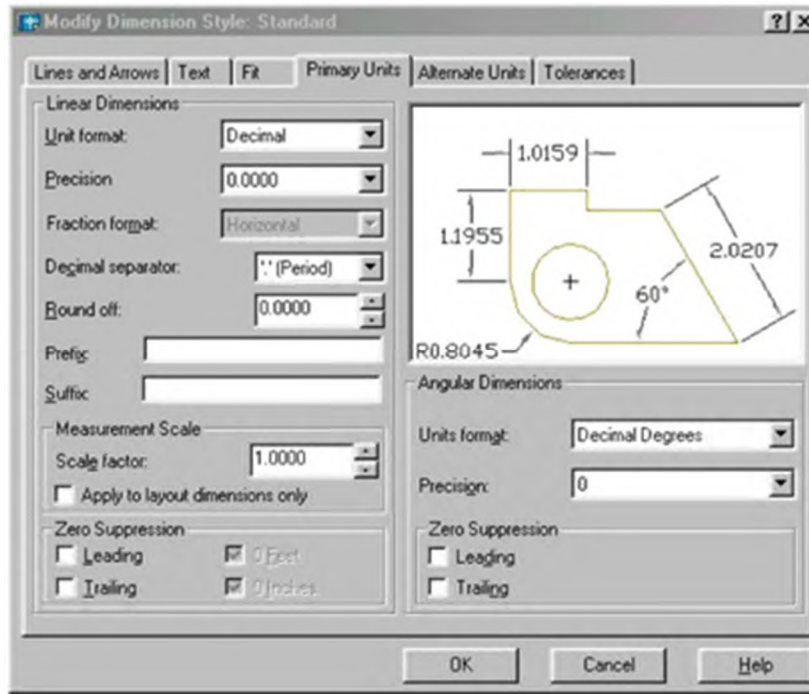 Modify Dimension Style: Standard
Lines and Arrows Text Fit Primary Units Alternate Units Tolerances
Linear Dimensions
Unit format: Decimal
Precision 0.0000
Fraction format: Horizontal
Decimal separator: '.' (Period)
Round off: 0.0000
Prefix:
Suffix:
Measurement Scale
Scale factor: 1.0000
Apply to layout dimensions only
Zero Suppression
Leading 0 Feet
Trailing 0 Inches
1.0159
1.1955
2.0207
60°
R0.8045
Angular Dimensions
Units format: Decimal Degrees
Precision: 0
Zero Suppression
Leading
Trailing
OK Cancel Help